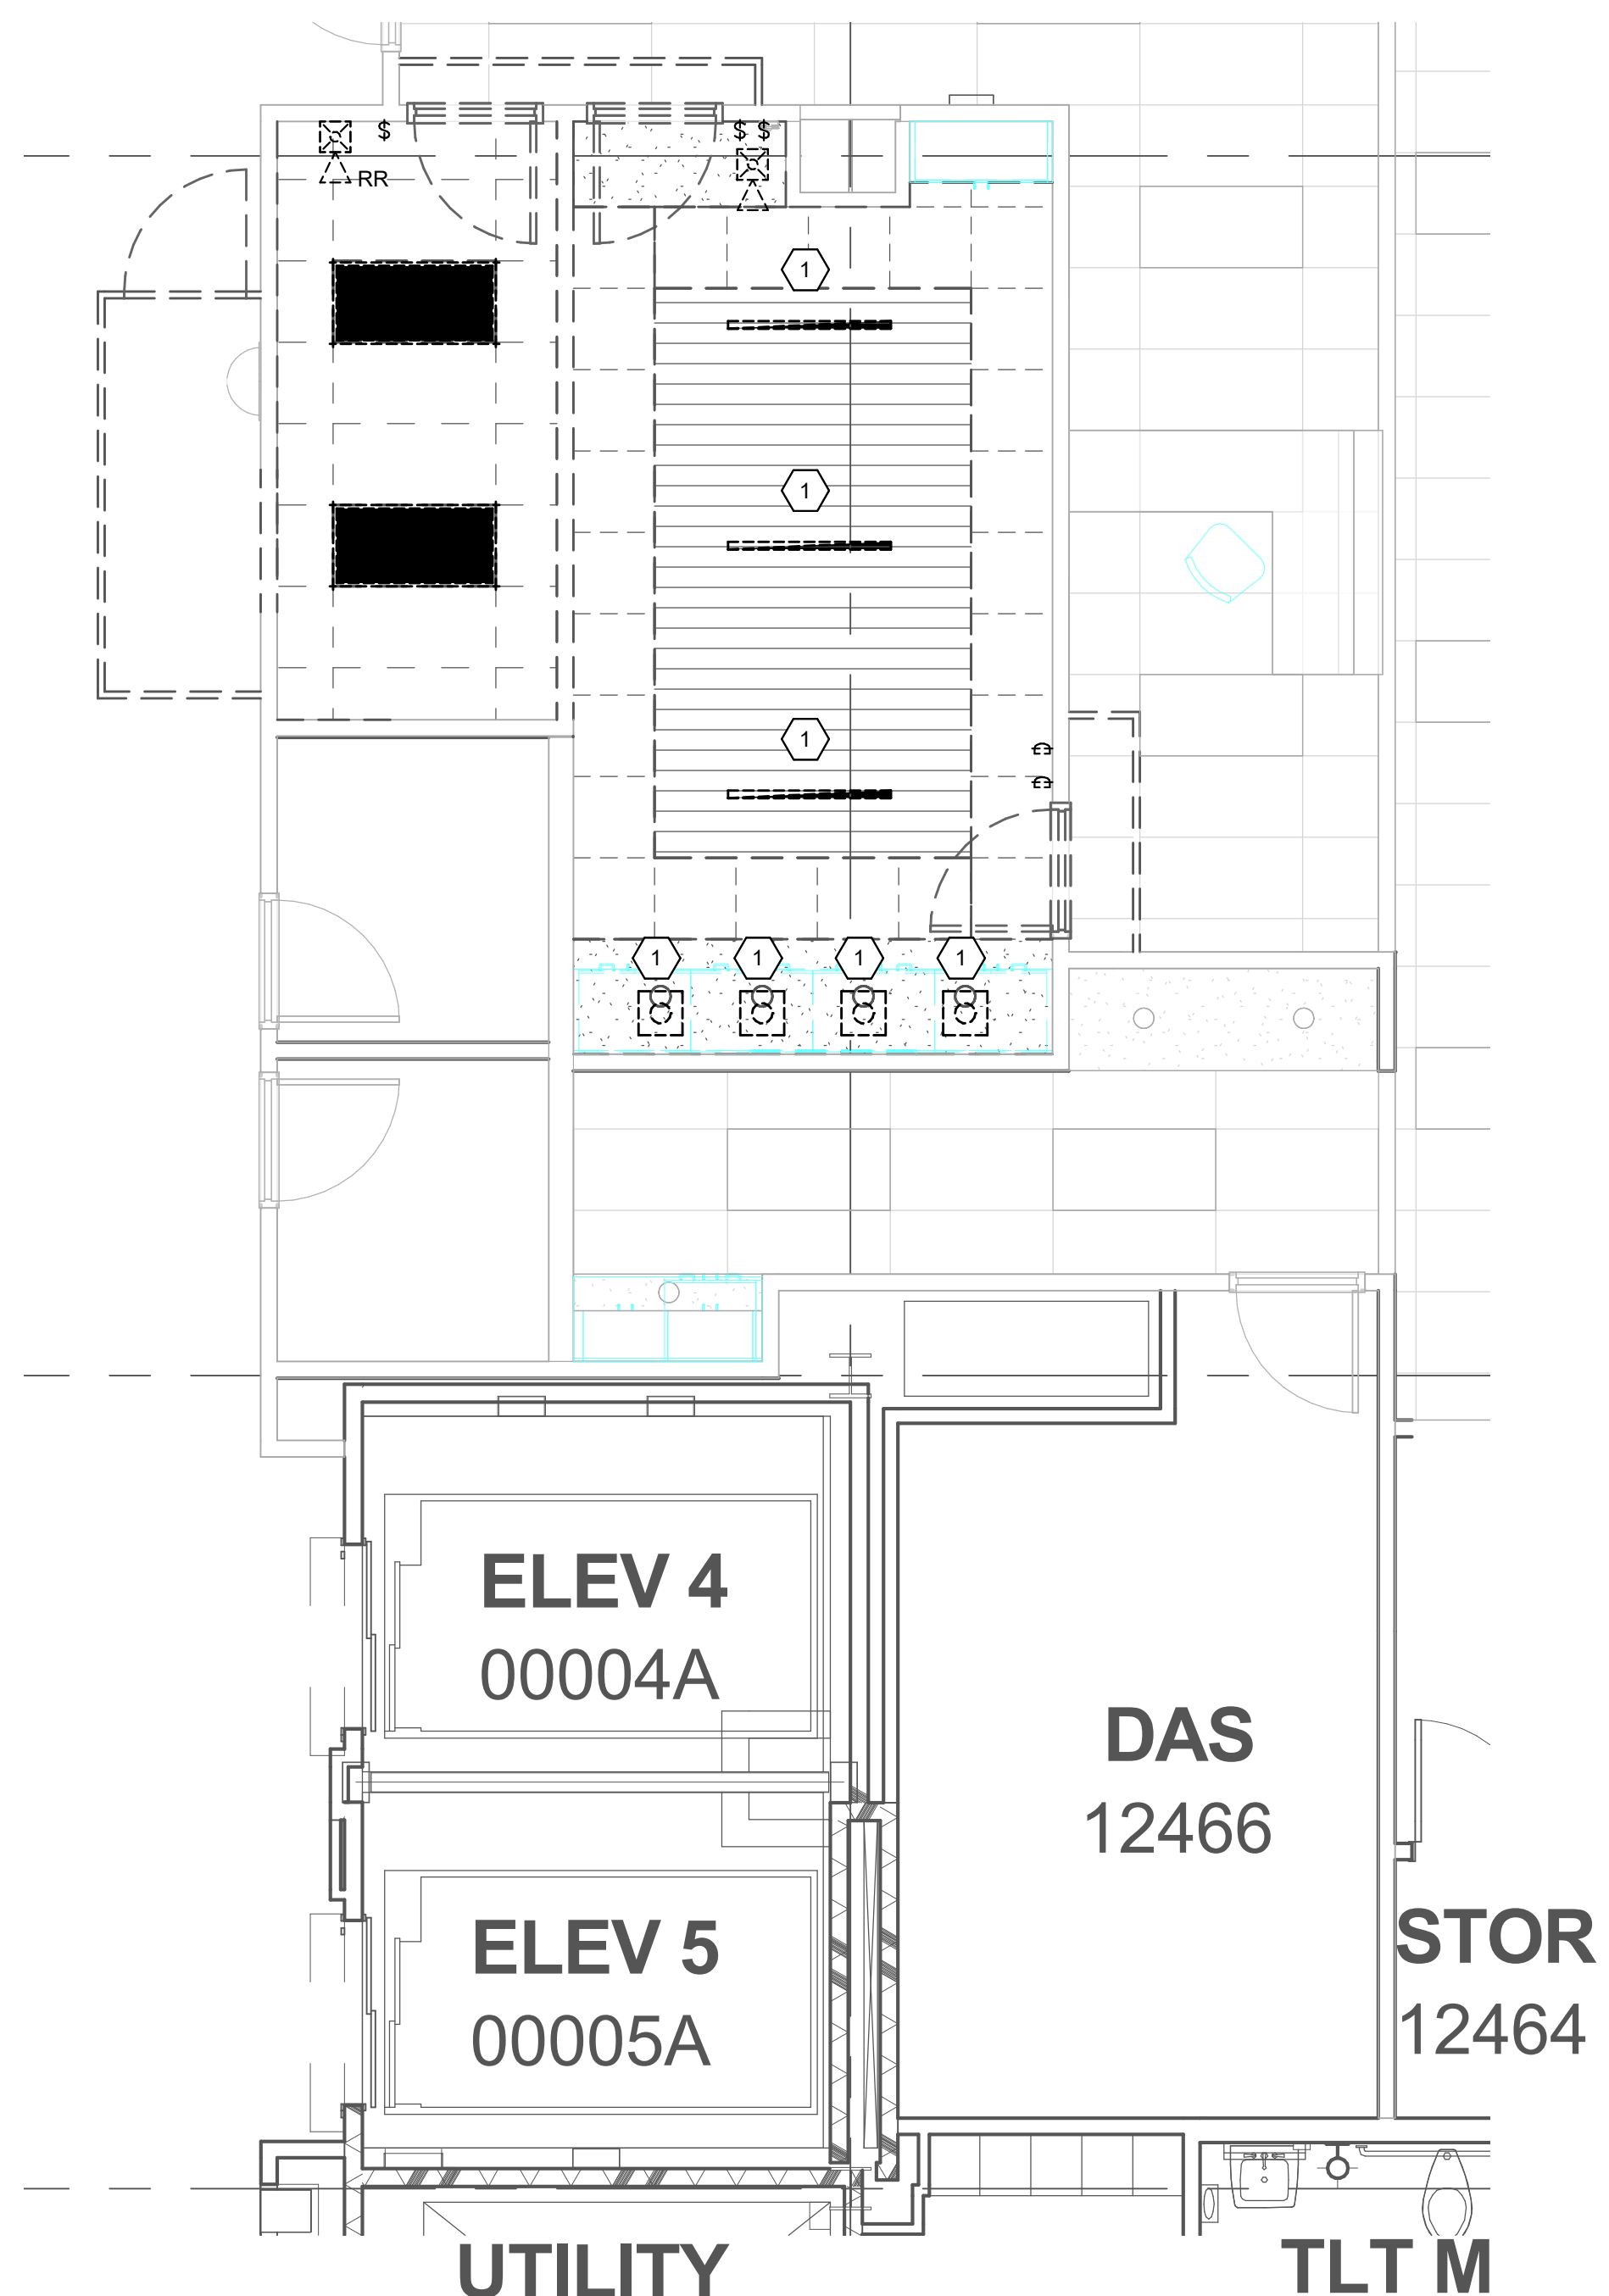 $
$ $
RR
1
1
1
1 1 1 1
ELEV 4
00004A
DAS
12466
ELEV 5
00005A
STOR
12464
UTILITY
TLT M